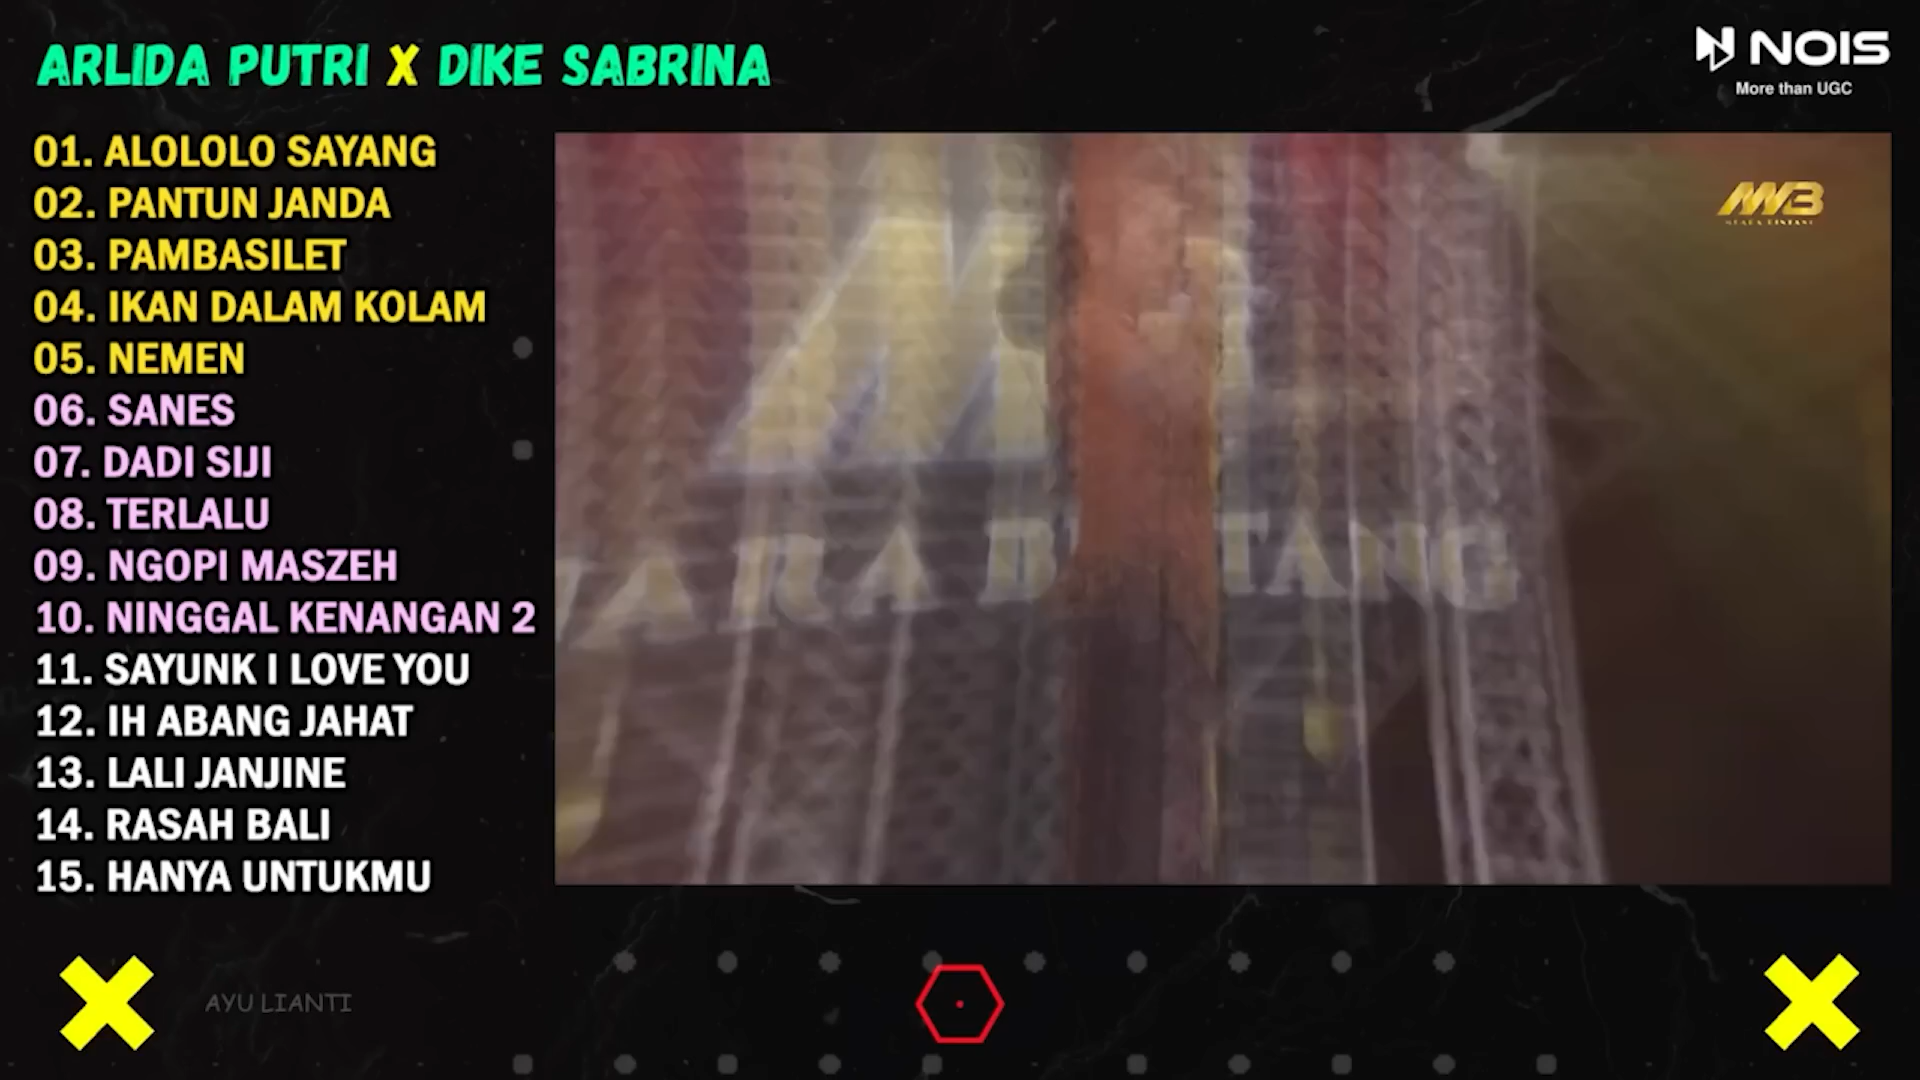 ARLIDA PUTRI X DIKE SABRINA
NOIS
More than UGC
01. ALOLOLO SAYANG
02. PANTUN JANDA
03. PAMBASILET
04. IKAN DALAM KOLAM
05. NEMEN
06. SANES
07. DADI SIJI
08. TERLALU
09. NGOPI MASZEH
10. NINGGAL KENANGAN 2
11. SAYUNK I LOVE YOU
12. IH ABANG JAHAT
13. LALI JANJINE
14. RASAH BALI
15. HANYA UNTUKMU
MB
AYU LIANTI